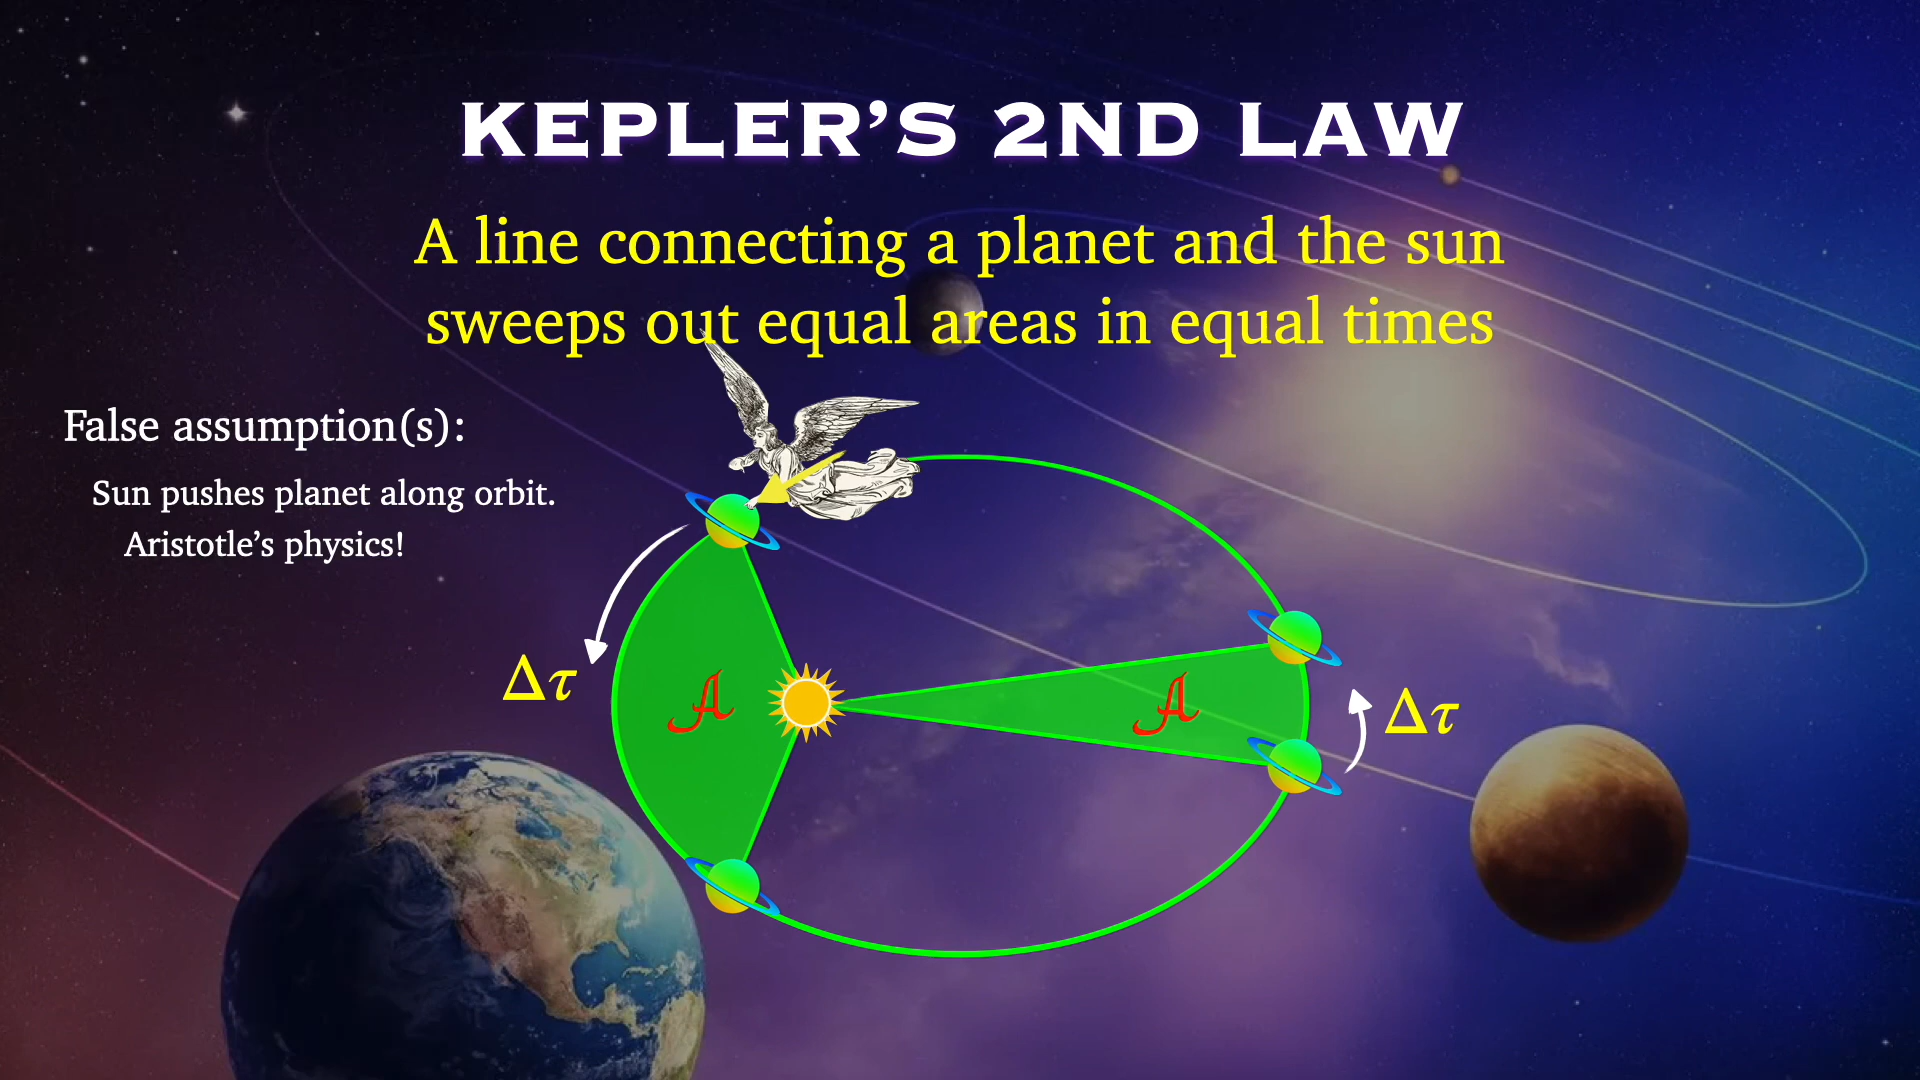 KEPLER'S 2ND LAW
A line connecting a planet and the sun
sweeps out equal areas in equal times
False assumption(s):
Sun pushes planet along orbit.
Aristotle's physics!
Δτ
A
A
Δτ